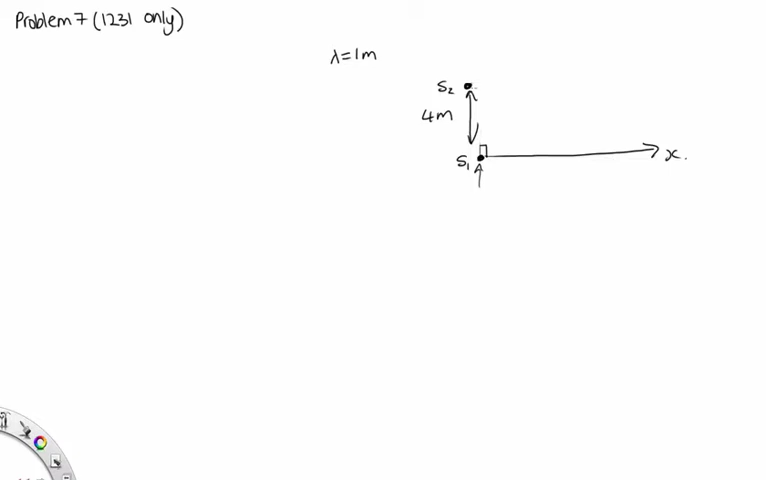 Problem 7 (1231 only)
λ=1m
S₂
4m
S₁
x.